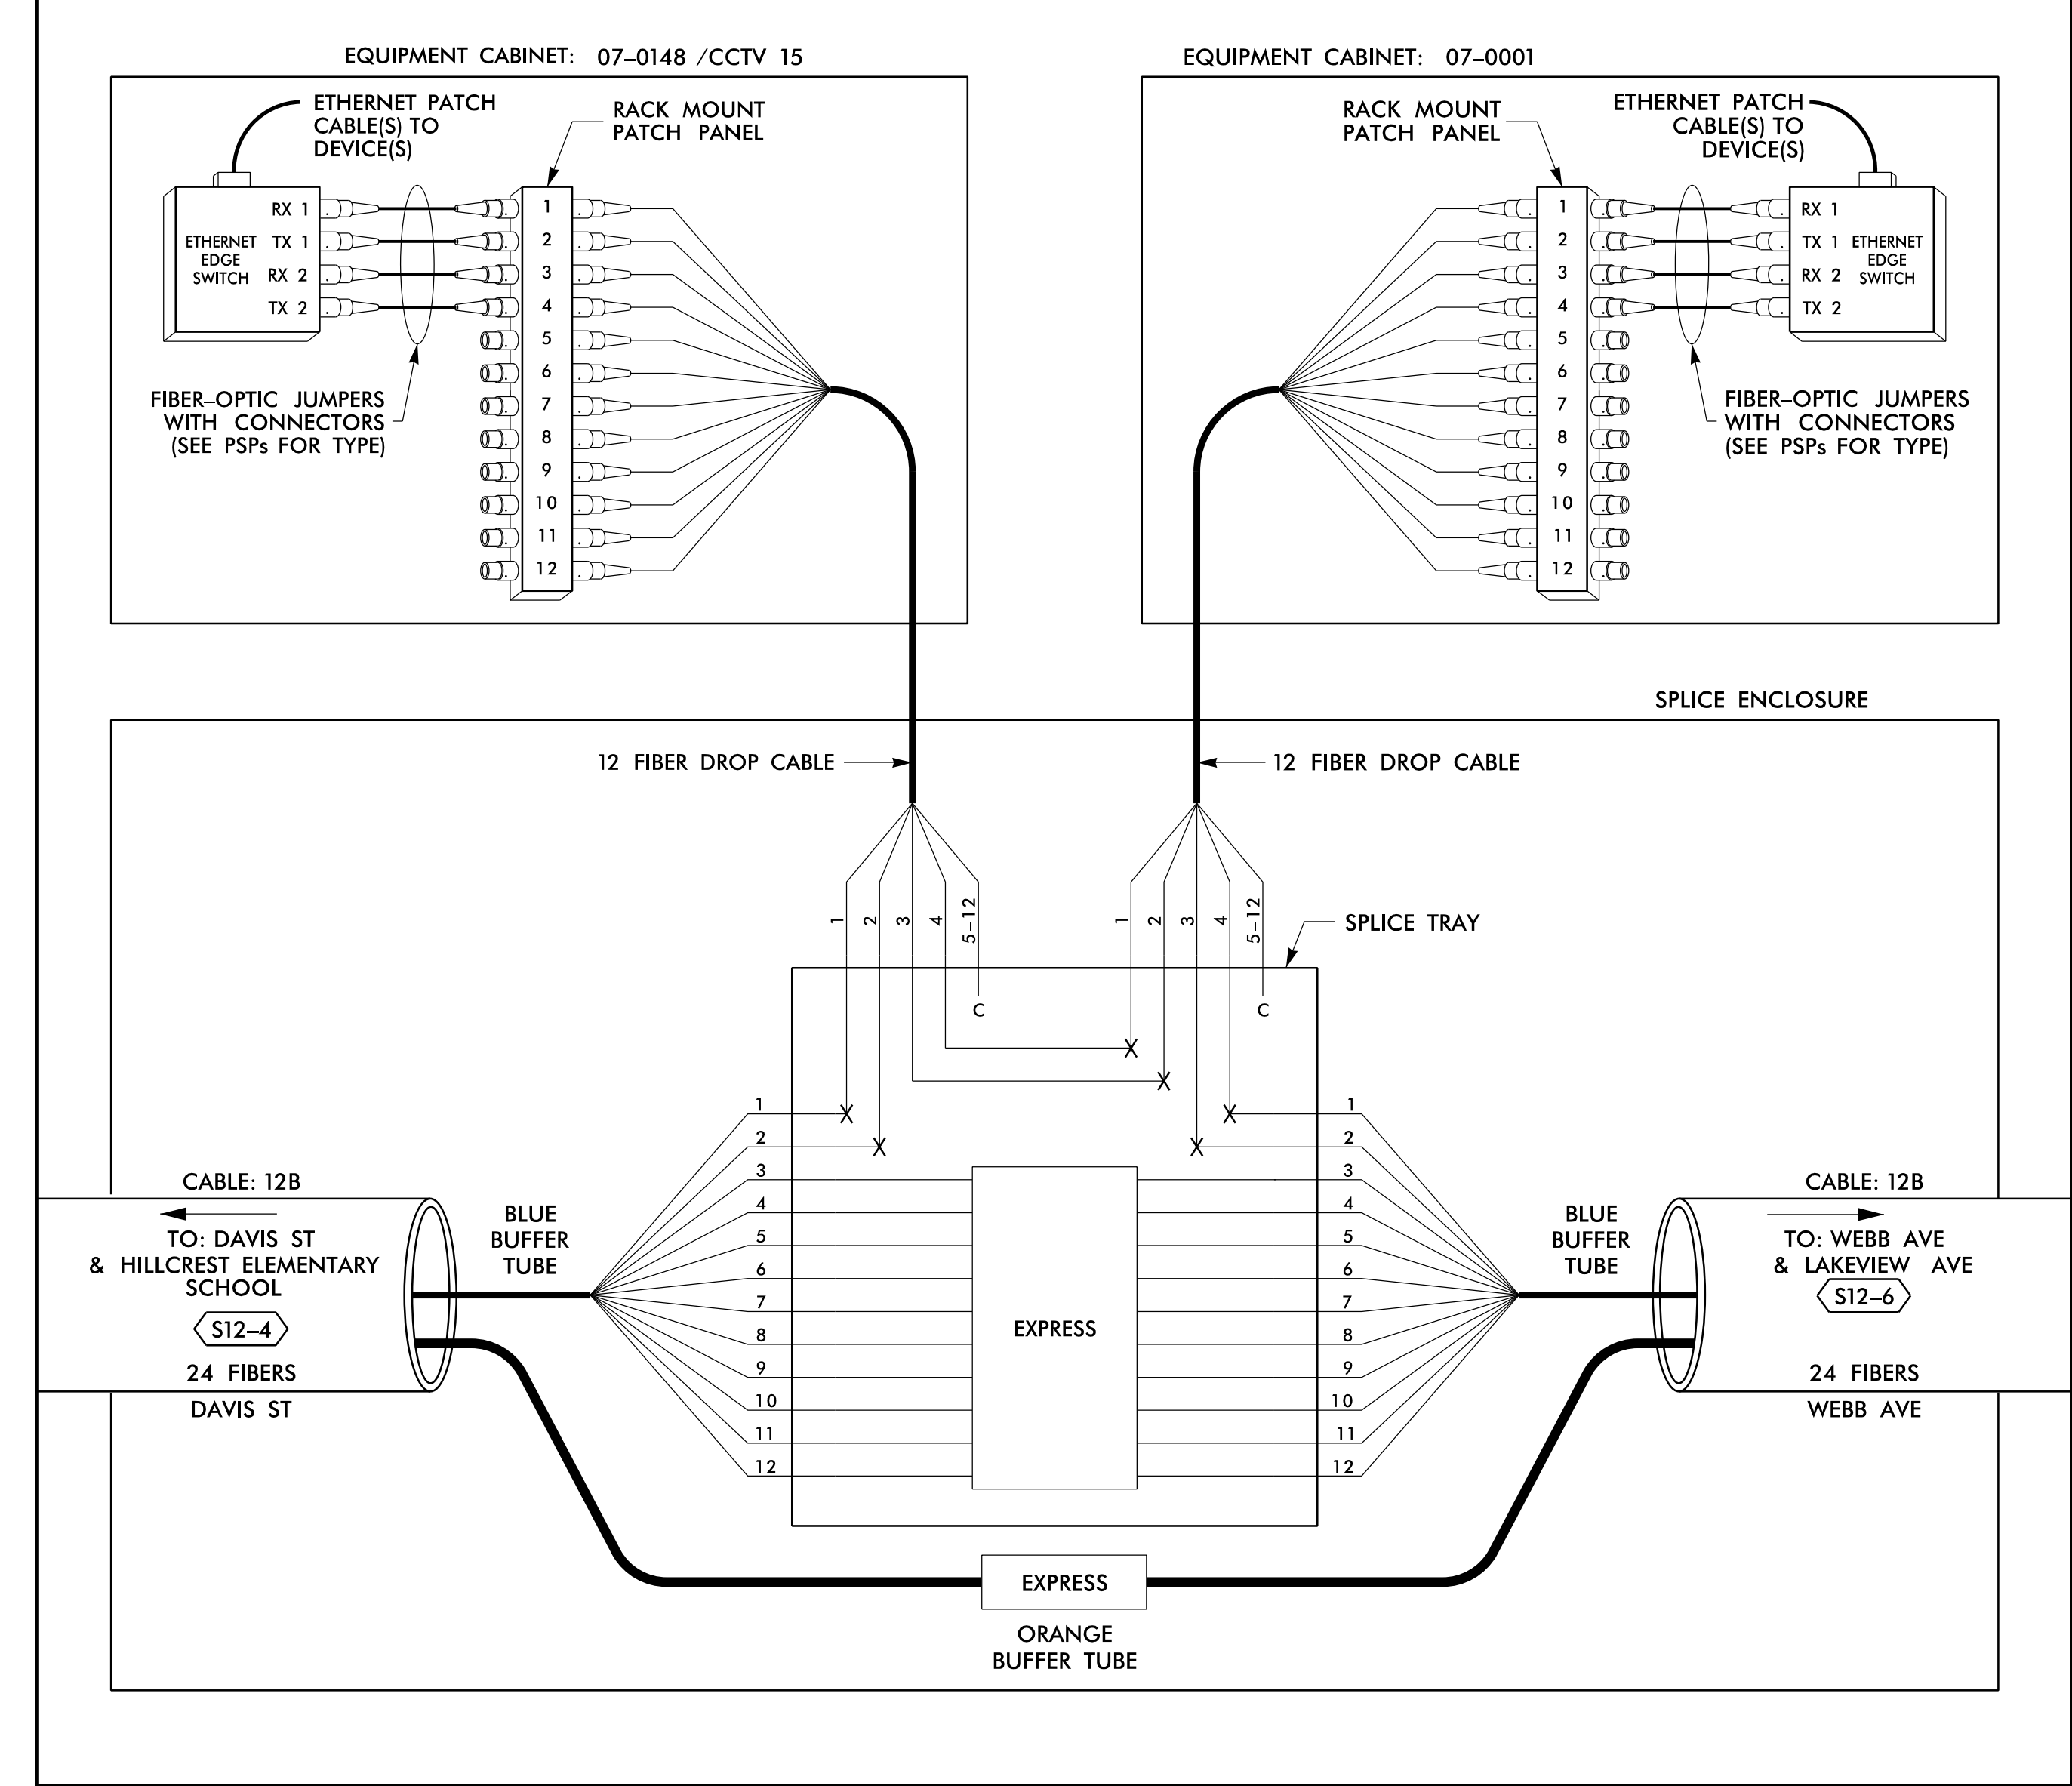 EQUIPMENT CABINET: 07–0148 /CCTV 15
ETHERNET PATCH
CABLE(S) TO
DEVICE(S)
RACK MOUNT
PATCH PANEL
RX 1
TX 1
RX 2
TX 2
ETHERNET
EDGE
SWITCH
1
2
3
4
5
6
7
8
9
10
11
12
FIBER–OPTIC JUMPERS
WITH CONNECTORS
(SEE PSPs FOR TYPE)
EQUIPMENT CABINET: 07–0001
RACK MOUNT
PATCH PANEL
ETHERNET PATCH
CABLE(S) TO
DEVICE(S)
1
2
3
4
5
6
7
8
9
10
11
12
RX 1
TX 1
RX 2
TX 2
ETHERNET
EDGE
SWITCH
FIBER–OPTIC JUMPERS
WITH CONNECTORS
(SEE PSPs FOR TYPE)
SPLICE ENCLOSURE
12 FIBER DROP CABLE
12 FIBER DROP CABLE
1
2
3
4
5–12
1
2
3
4
5–12
SPLICE TRAY
C
C
1
2
3
4
5
6
7
8
9
10
11
12
EXPRESS
1
2
3
4
5
6
7
8
9
10
11
12
CABLE: 12B
TO: DAVIS ST
& HILLCREST ELEMENTARY
SCHOOL
S12–4
24 FIBERS
DAVIS ST
BLUE
BUFFER
TUBE
BLUE
BUFFER
TUBE
CABLE: 12B
TO: WEBB AVE
& LAKEVIEW AVE
S12–6
24 FIBERS
WEBB AVE
EXPRESS
ORANGE
BUFFER TUBE